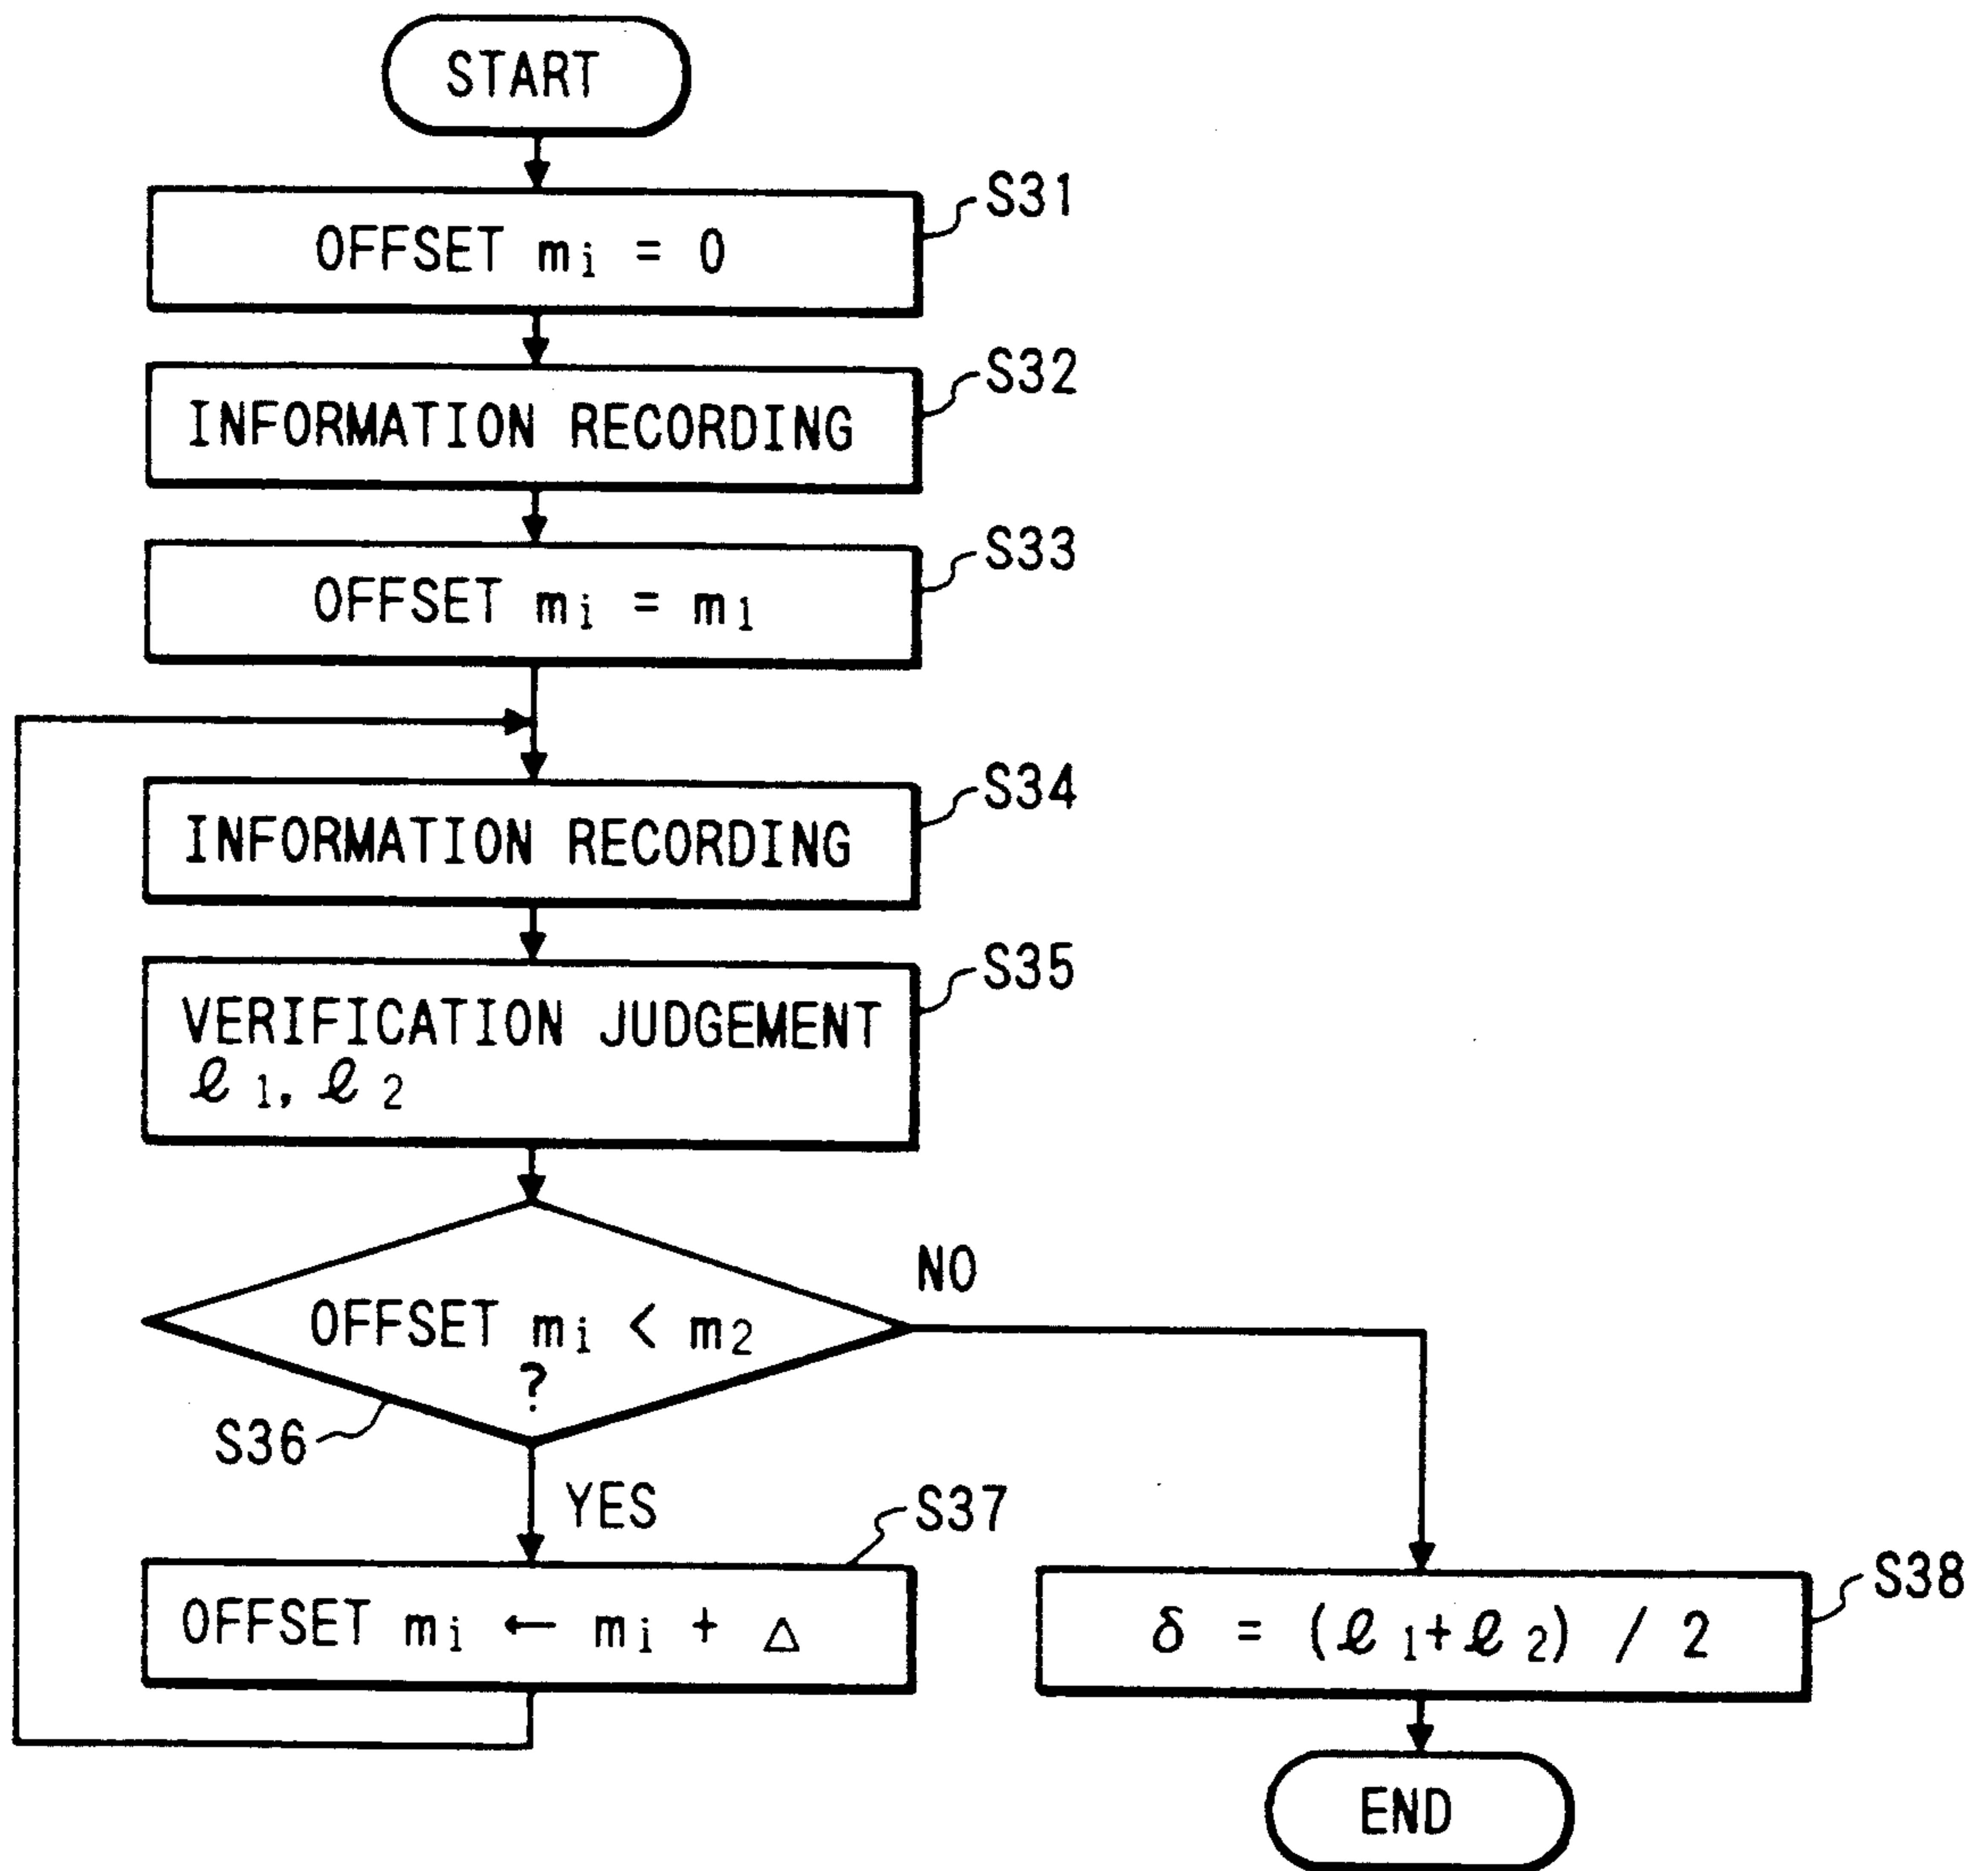 START
S31
OFFSET mi = 0
S32
INFORMATION RECORDING
S33
OFFSET mi = m1
S34
INFORMATION RECORDING
S35
VERIFICATION JUDGEMENT
ℓ1, ℓ2
NO
OFFSET mi < m2
?
S36
YES
S37
OFFSET mi ← mi + Δ
S38
δ = (ℓ1+ℓ2) / 2
END